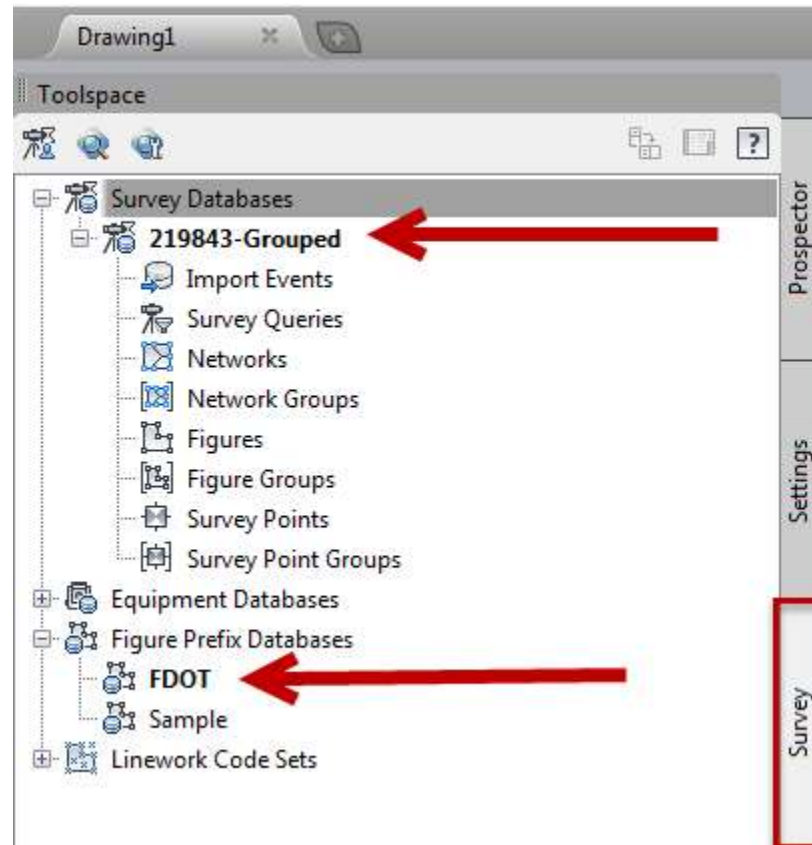 Drawing1
Toolspace
?
Survey Databases
219843-Grouped
Import Events
Survey Queries
Networks
Network Groups
Figures
Figure Groups
Survey Points
Survey Point Groups
Equipment Databases
Figure Prefix Databases
FDOT
Sample
Linework Code Sets
Prospector
Settings
Survey